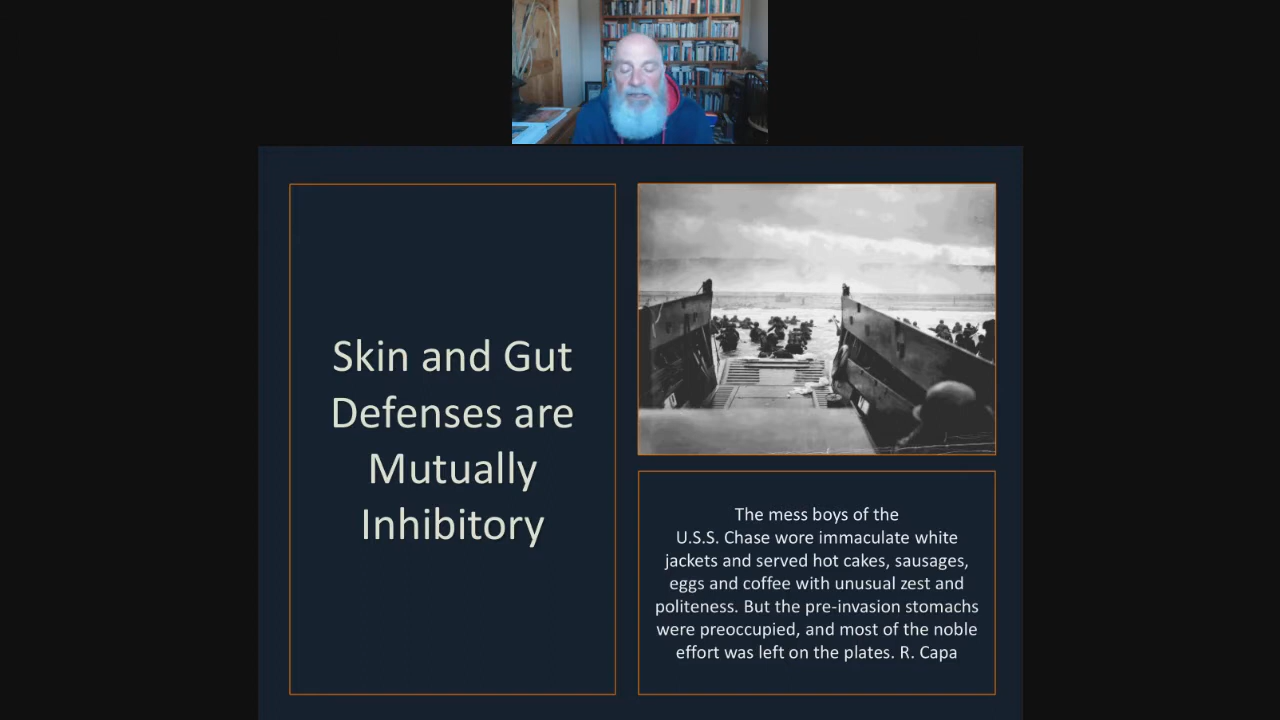 Skin and Gut
Defenses are
Mutually
Inhibitory
The mess boys of the
U.S.S. Chase wore immaculate white
jackets and served hot cakes, sausages,
eggs and coffee with unusual zest and
politeness. But the pre-invasion stomachs
were preoccupied, and most of the noble
effort was left on the plates. R. Capa